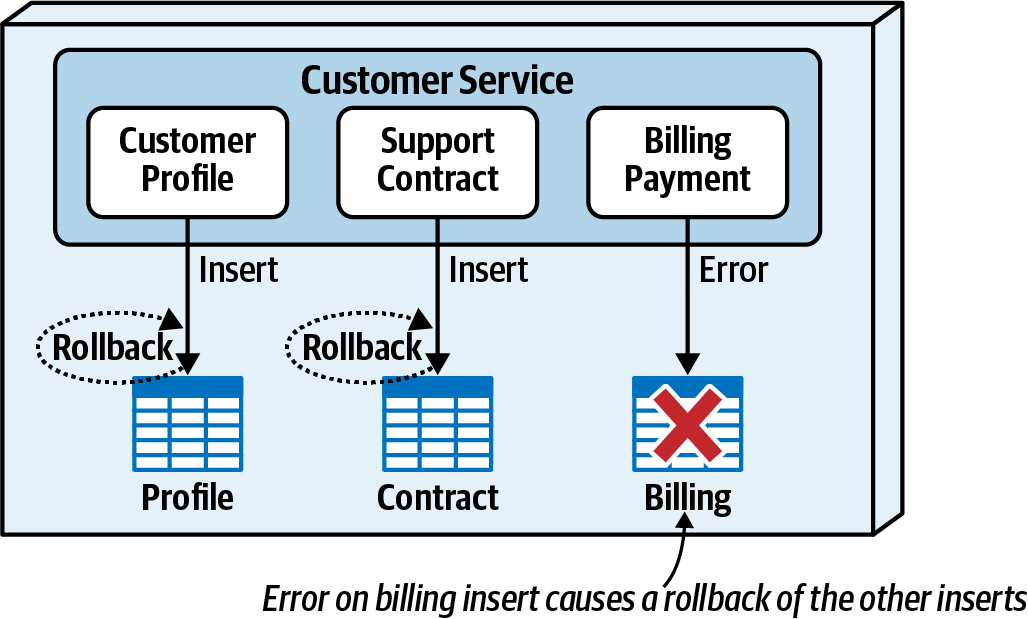 Customer Service
Customer
Profile
Support
Contract
Billing
Payment
Insert
Insert
Error
Rollback
Rollback
Profile
Contract
Billing
Error on billing insert causes a rollback of the other inserts